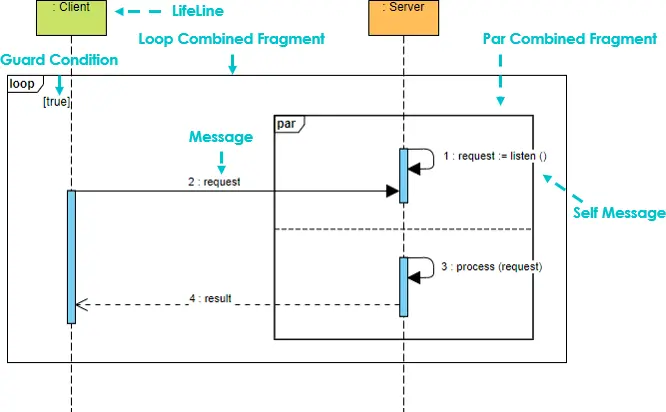 : Client
LifeLine
: Server
Loop Combined Fragment
Par Combined Fragment
Guard Condition
loop
[true]
par
Message
1 : request := listen ()
2 : request
Self Message
3 : process (request)
4 : result